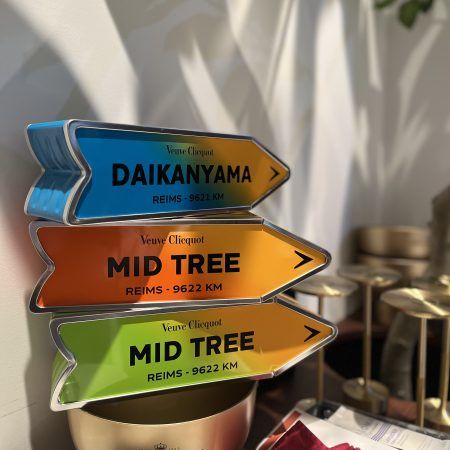 Veuve Clicquot
DAIKANYAMA
REIMS - 9622 KM
Veuve Clicquot
MID TREE
REIMS - 9622 KM
Veuve Clicquot
MID TREE
REIMS - 9622 KM